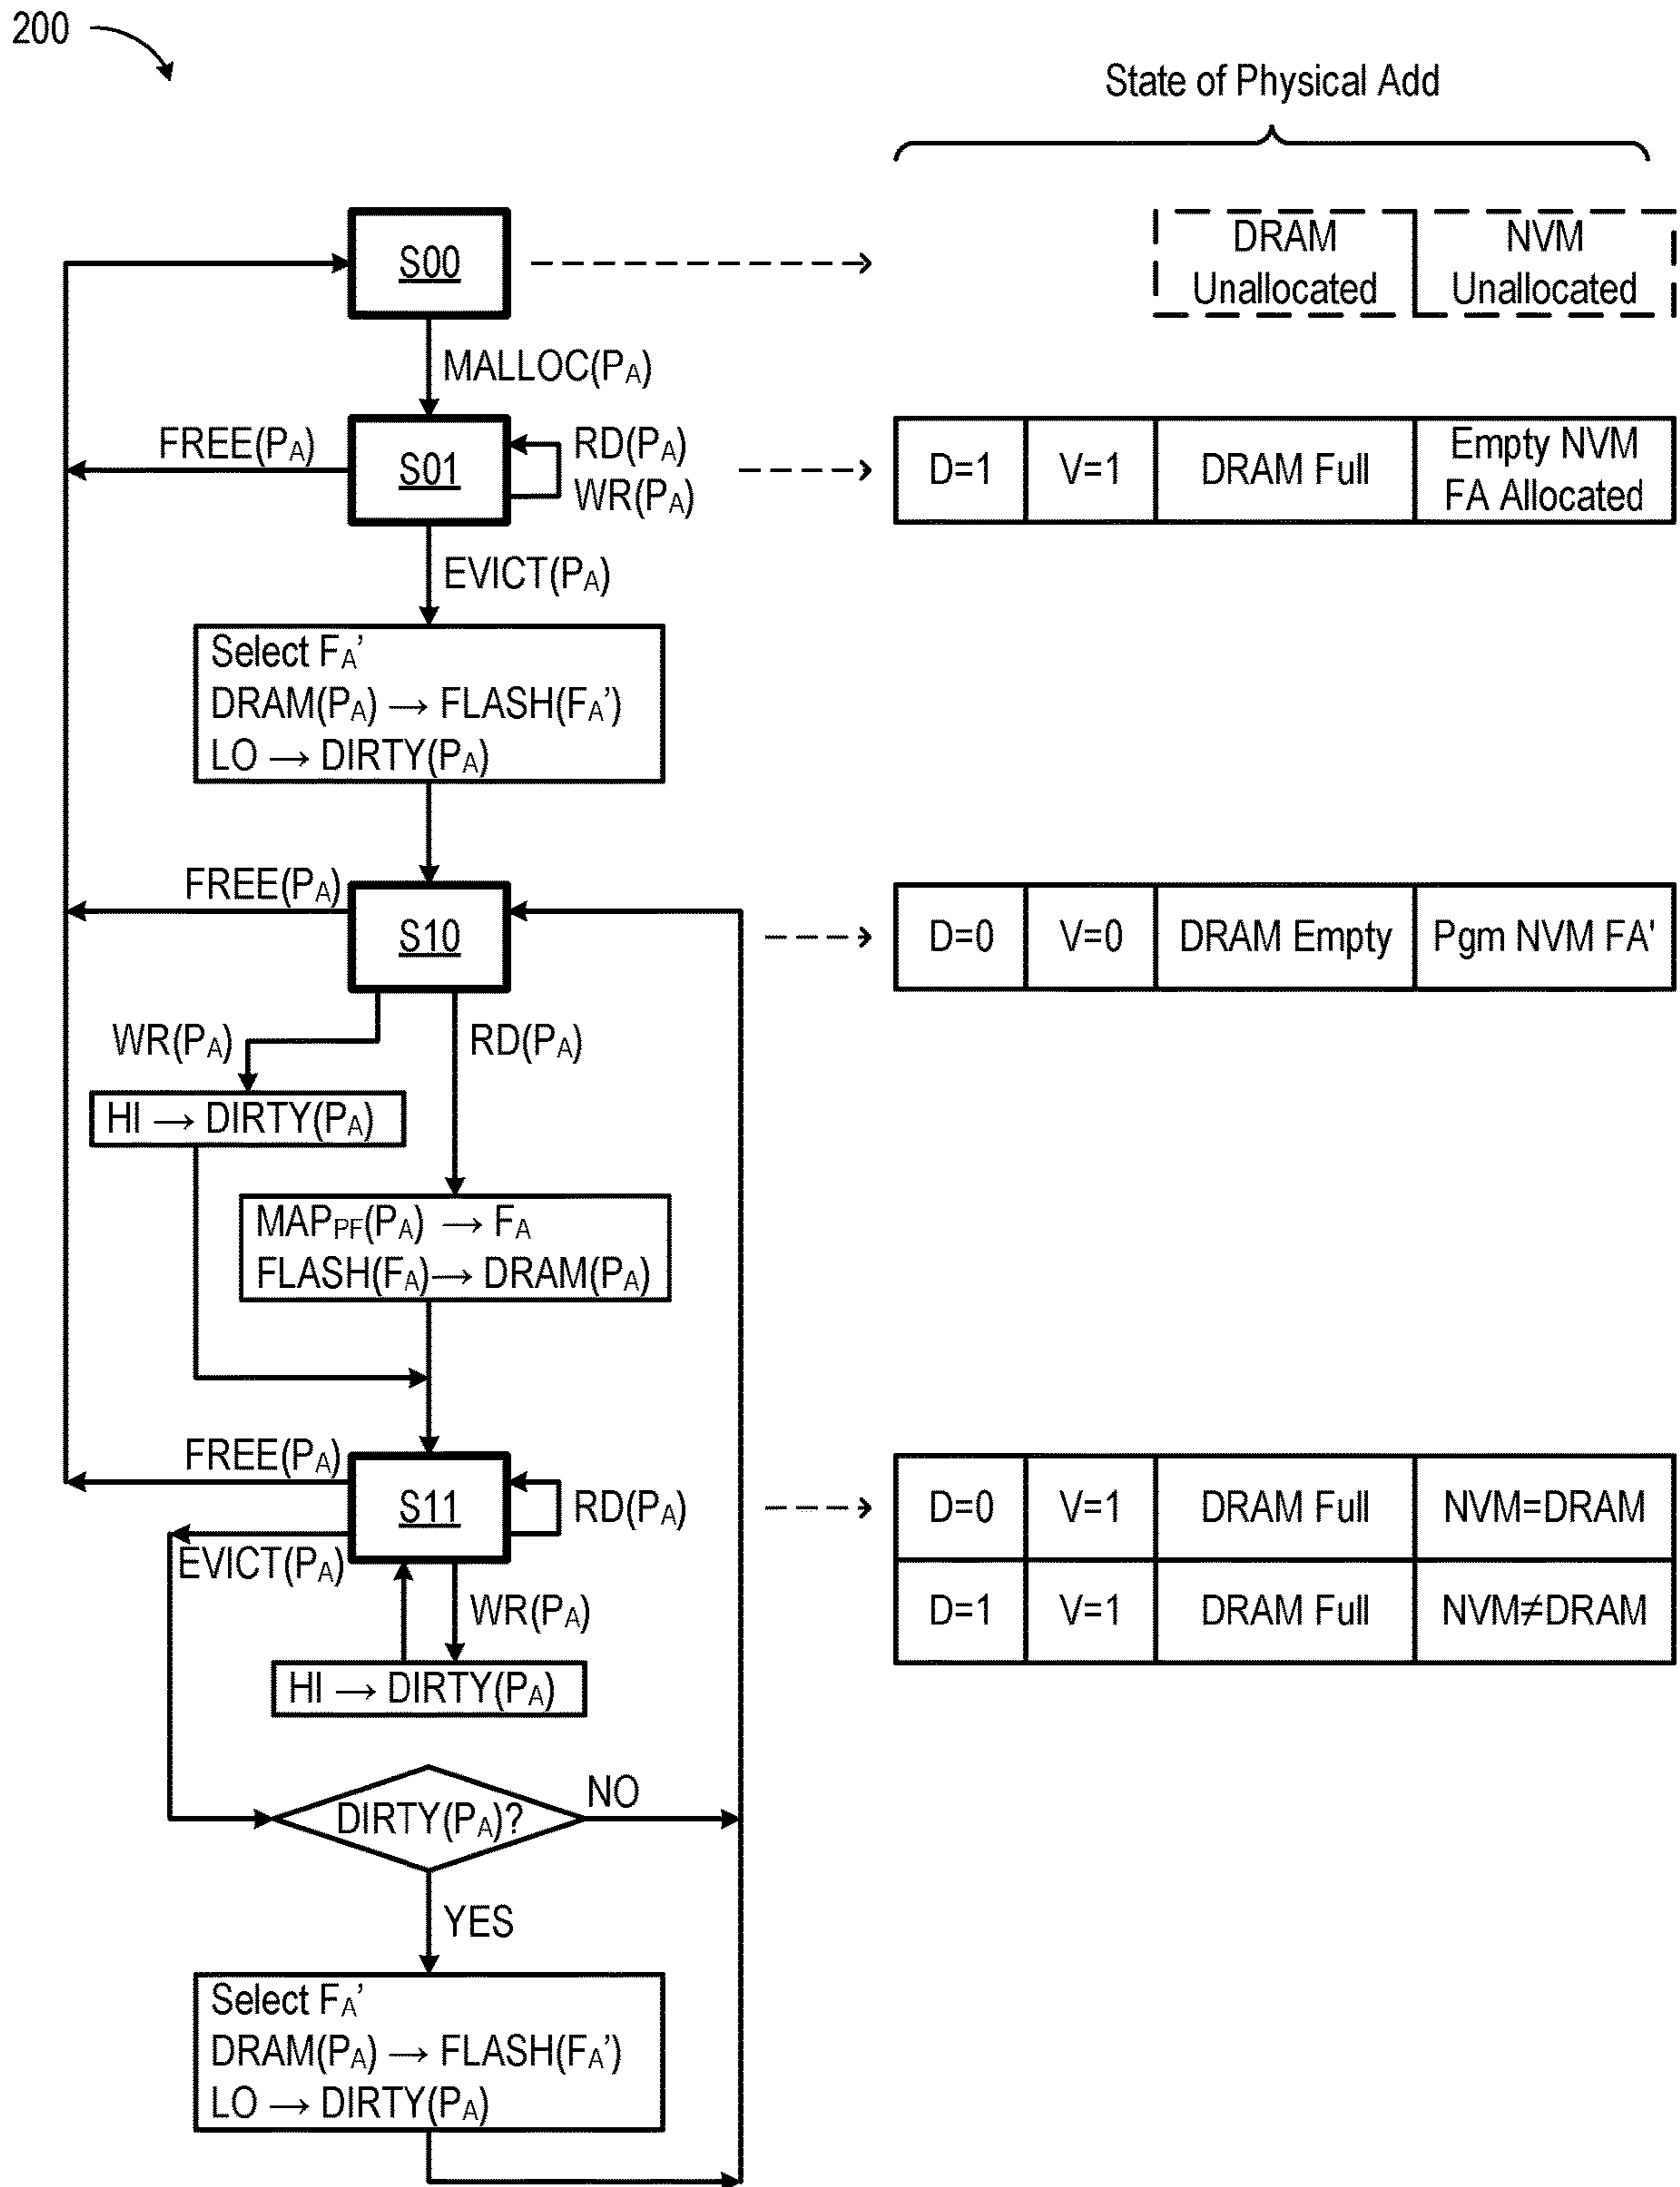 200
State of Physical Add
S00
DRAM
Unallocated
NVM
Unallocated
MALLOC(PA)
FREE(PA)
S01
RD(PA)
WR(PA)
D=1
V=1
DRAM Full
Empty NVM
FA Allocated
EVICT(PA)
Select FA’
DRAM(PA) → FLASH(FA’)
LO → DIRTY(PA)
FREE(PA)
S10
D=0
V=0
DRAM Empty
Pgm NVM FA'
WR(PA)
RD(PA)
HI → DIRTY(PA)
MAPPF(PA) → FA
FLASH(FA)→ DRAM(PA)
FREE(PA)
S11
RD(PA)
D=0
V=1
DRAM Full
NVM=DRAM
EVICT(PA)
WR(PA)
D=1
V=1
DRAM Full
NVM≠DRAM
HI → DIRTY(PA)
DIRTY(PA)?
NO
YES
Select FA’
DRAM(PA) → FLASH(FA’)
LO → DIRTY(PA)